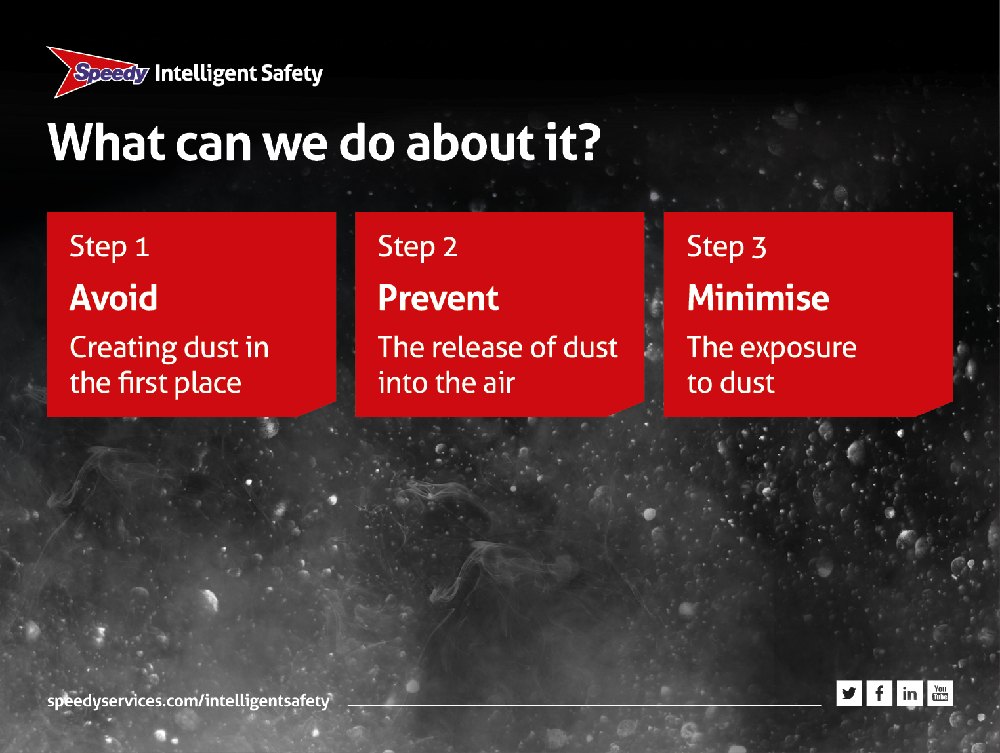 Speedy Intelligent Safety
What can we do about it?
Step 1
Avoid
Creating dust in
the first place
Step 2
Prevent
The release of dust
into the air
Step 3
Minimise
The exposure
to dust
speedyservices.com/intelligentsafety
f
in
You
Tube